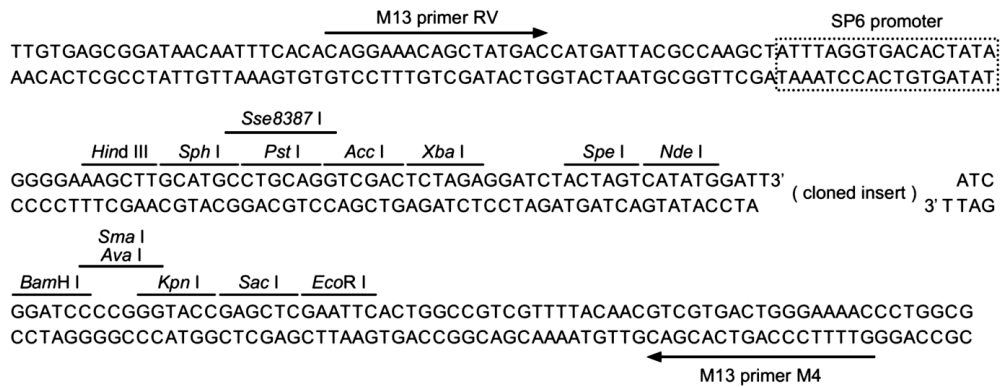 M13 primer RV
SP6 promoter
TTGTGAGCGGATAACAATTTCACACAGGAAACAGCTATGACCATGATTACGCCAAGCTATTTAGGTGACACTATA
AACACTCGCCTATTGTTAAAGTGTGTCCTTTGTCGATACTGGTACTAATGCGGTTCGATAAATCCACTGTGATAT
Sse8387 I
Hind III Sph I Pst I Acc I Xba I Spe I Nde I
GGGGAAAGCTTGCATGCCTGCAGGTCGACTCTAGAGGATCTACTAGTCATATGGATT3’ ( cloned insert ) ATC
CCCCTTTCGAACGTACGGACGTCCAGCTGAGATCTCCTAGATGATCAGTATACCTA 3’TTAG
Sma I
Ava I
BamH I Kpn I Sac I EcoR I
GGATCCCCGGGTACCGAGCTCGAATTCACTGGCCGTCGTTTTACAACGTCGTGACTGGGAAAACCCTGGCG
CCTAGGGGCCCATGGCTCGAGCTTAAGTGACCGGCAGCAAAATGTTGCAGCACTGACCCTTTTGGGACCGC
M13 primer M4